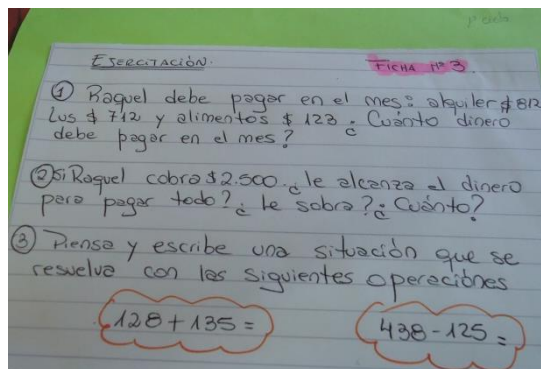 Ejercitación.
Ficha Nº 3.
① Raquel debe pagar en el mes: alquiler $ 812
Lus $ 712 y alimentos $ 123 ¿Cuánto dinero
debe pagar en el mes?
② Si Raquel cobra $ 2.500. ¿le alcanza el dinero
para pagar todo? ¿le sobra? ¿Cuánto?
③ Piensa y escribe una situación que se
resuelva con las siguientes operaciónes
128 + 135 =
438 - 125 =